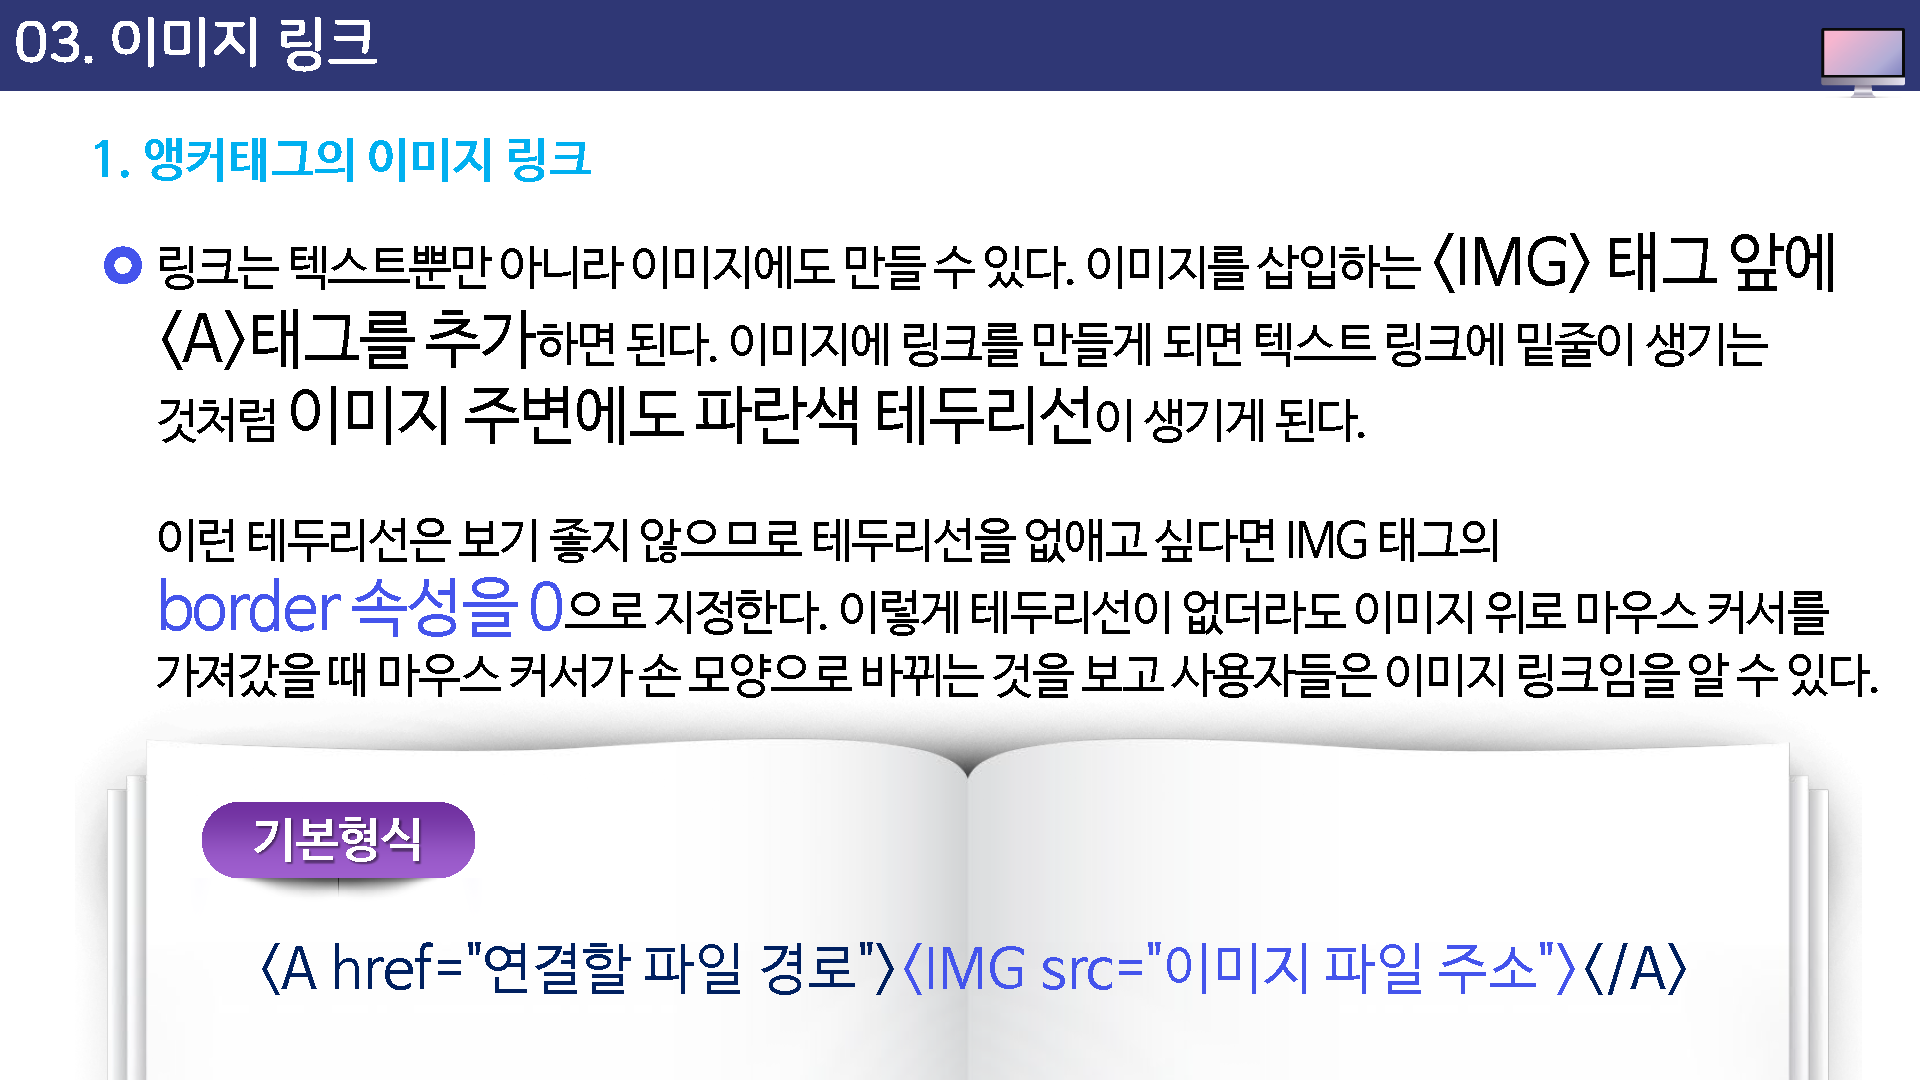 03. 이미지 링크
1. 앵커태그의 이미지 링크
링크는 텍스트뿐만 아니라 이미지에도 만들 수 있다. 이미지를 삽입하는 <IMG> 태그 앞에
<A>태그를 추가하면 된다. 이미지에 링크를 만들게 되면 텍스트 링크에 밑줄이 생기는
것처럼 이미지 주변에도 파란색 테두리선이 생기게 된다.
이런 테두리선은 보기 좋지 않으므로 테두리선을 없애고 싶다면 IMG 태그의
border 속성을 0으로 지정한다. 이렇게 테두리선이 없더라도 이미지 위로 마우스 커서를
가져갔을 때 마우스 커서가 손 모양으로 바뀌는 것을 보고 사용자들은 이미지 링크임을 알 수 있다.
기본형식
<A href="연결할 파일 경로"><IMG src="이미지 파일 주소"></A>